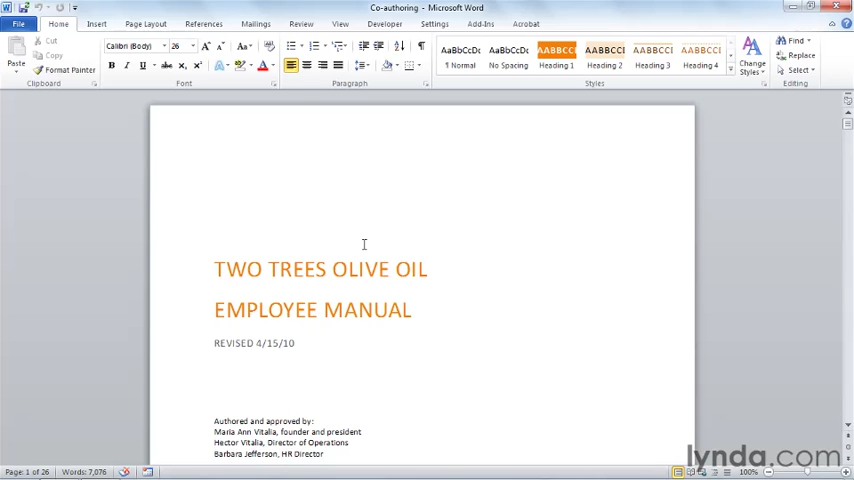 Co-authoring - Microsoft Word
File Home Insert Page Layout References Mailings Review View Developer Settings Add-Ins Acrobat
Paste
Cut
Copy
Format Painter
Clipboard
Calibri (Body) 26
Font
Paragraph
AaBbCcDc AaBbCcDc AABBCCI AABBCCDC AABBCCDC AABBCCDC
¶ Normal No Spacing Heading 1 Heading 2 Heading 3 Heading 4
Change Styles
Styles
Find
Replace
Select
Editing
TWO TREES OLIVE OIL
EMPLOYEE MANUAL
REVISED 4/15/10
Authored and approved by:
Maria Ann Vitalia, founder and president
Hector Vitalia, Director of Operations
Barbara Jefferson, HR Director
Page: 1 of 26 Words: 7,076 100%
lynda.com